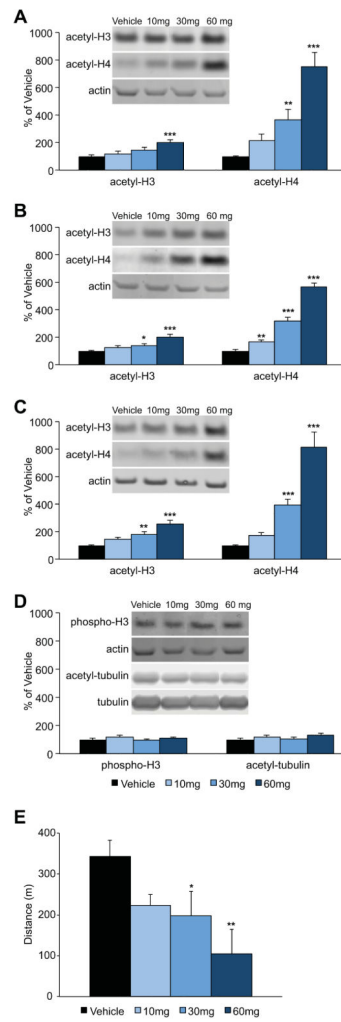 A
Vehicle 10mg 30mg 60 mg
acetyl-H3
acetyl-H4
actin
% of Vehicle
1000
800
600
400
200
0
***
**
***
acetyl-H3 acetyl-H4
B
Vehicle 10mg 30mg 60 mg
acetyl-H3
acetyl-H4
actin
% of Vehicle
1000
800
600
400
200
0
*
***
**
***
***
acetyl-H3 acetyl-H4
C
Vehicle 10mg 30mg 60 mg
acetyl-H3
acetyl-H4
actin
% of Vehicle
1000
800
600
400
200
0
**
***
***
***
acetyl-H3 acetyl-H4
D
Vehicle 10mg 30mg 60 mg
phospho-H3
actin
acetyl-tubulin
tubulin
% of Vehicle
1000
800
600
400
200
0
phospho-H3 acetyl-tubulin
Vehicle 10mg 30mg 60mg
E
Distance (m)
400
300
200
100
0
*
**
Vehicle 10mg 30mg 60mg